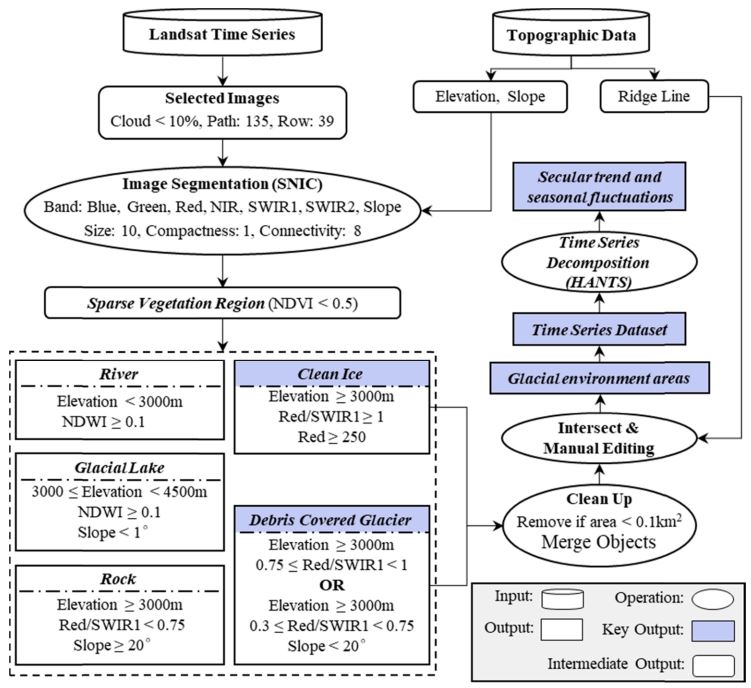 Landsat Time Series
Topographic Data
Selected Images
Cloud < 10%, Path: 135, Row: 39
Elevation, Slope
Ridge Line
Image Segmentation (SNIC)
Band: Blue, Green, Red, NIR, SWIR1, SWIR2, Slope
Size: 10, Compactness: 1, Connectivity: 8
Sparse Vegetation Region (NDVI < 0.5)
River
Elevation < 3000m
NDWI ≥ 0.1
Glacial Lake
3000 ≤ Elevation < 4500m
NDWI ≥ 0.1
Slope < 1°
Rock
Elevation ≥ 3000m
Red/SWIR1 < 0.75
Slope ≥ 20°
Clean Ice
Elevation ≥ 3000m
Red/SWIR1 ≥ 1
Red ≥ 250
Debris Covered Glacier
Elevation ≥ 3000m
0.75 ≤ Red/SWIR1 < 1
OR
Elevation ≥ 3000m
0.3 ≤ Red/SWIR1 < 0.75
Slope < 20°
Secular trend and
seasonal fluctuations
Time Series
Decomposition
(HANTS)
Time Series Dataset
Glacial environment areas
Intersect &
Manual Editing
Clean Up
Remove if area < 0.1km²
Merge Objects
Input:
Operation:
Output:
Key Output:
Intermediate Output: